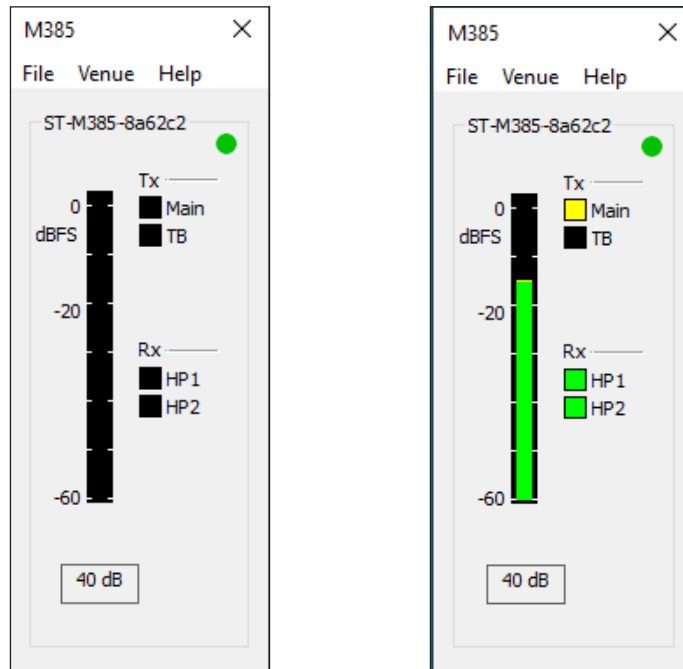 M385
File Venue Help
ST-M385-8a62c2
Tx
0
Main
dBFS
TB
-20
Rx
HP1
HP2
-60
40 dB
M385
File Venue Help
ST-M385-8a62c2
Tx
0
Main
dBFS
TB
-20
Rx
HP1
HP2
-60
40 dB